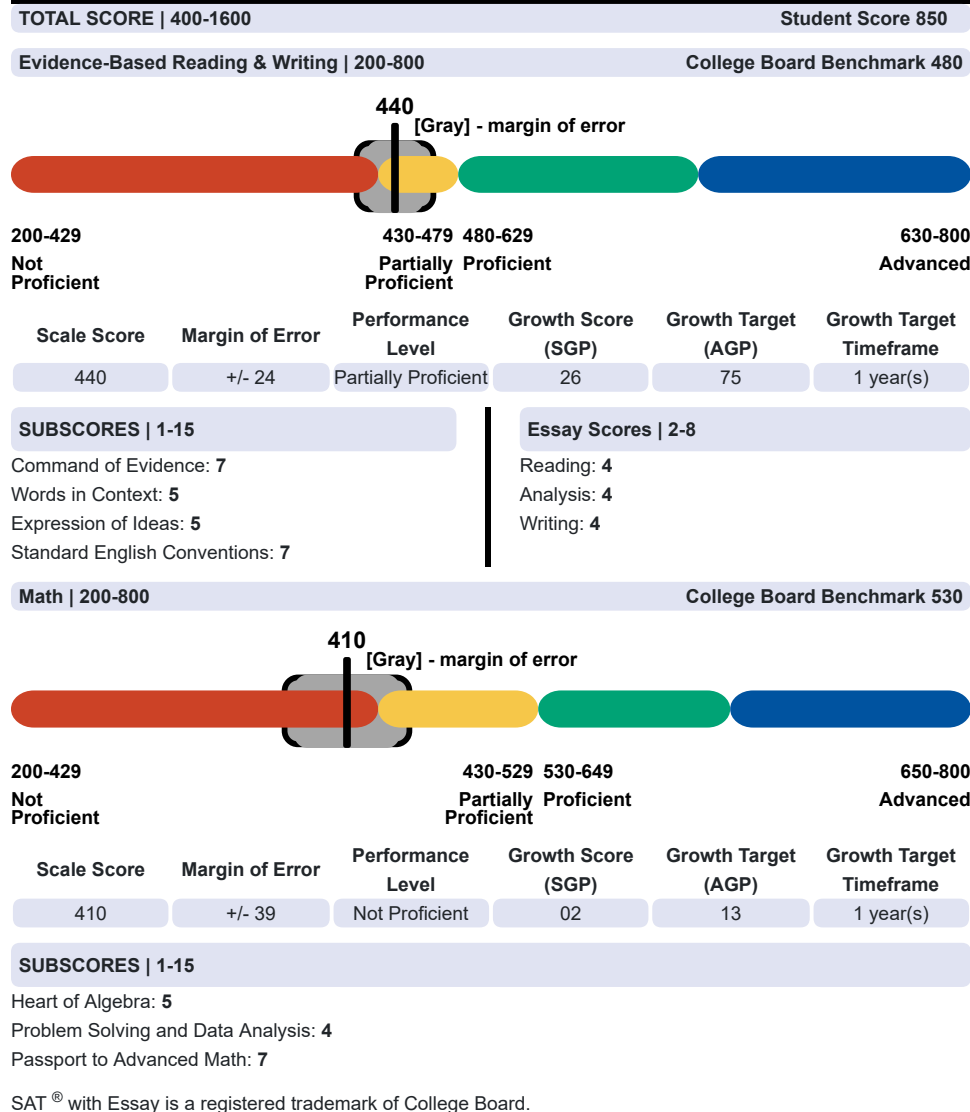 TOTAL SCORE | 400-1600 Student Score 850
Evidence-Based Reading & Writing | 200-800 College Board Benchmark 480
440
[Gray] - margin of error
200-429 430-479 480-629 630-800
Not Partially Proficient Advanced
Proficient Proficient
Performance Growth Score Growth Target Growth Target
Scale Score Margin of Error
Level (SGP) (AGP) Timeframe
440 +/- 24 Partially Proficient 26 75 1 year(s)
SUBSCORES | 1-15
Command of Evidence: 7
Words in Context: 5
Expression of Ideas: 5
Standard English Conventions: 7
Essay Scores | 2-8
Reading: 4
Analysis: 4
Writing: 4
Math | 200-800 College Board Benchmark 530
410
[Gray] - margin of error
200-429 430-529 530-649 650-800
Not Partially Proficient Advanced
Proficient Proficient
Performance Growth Score Growth Target Growth Target
Scale Score Margin of Error
Level (SGP) (AGP) Timeframe
410 +/- 39 Not Proficient 02 13 1 year(s)
SUBSCORES | 1-15
Heart of Algebra: 5
Problem Solving and Data Analysis: 4
Passport to Advanced Math: 7
SAT ® with Essay is a registered trademark of College Board.